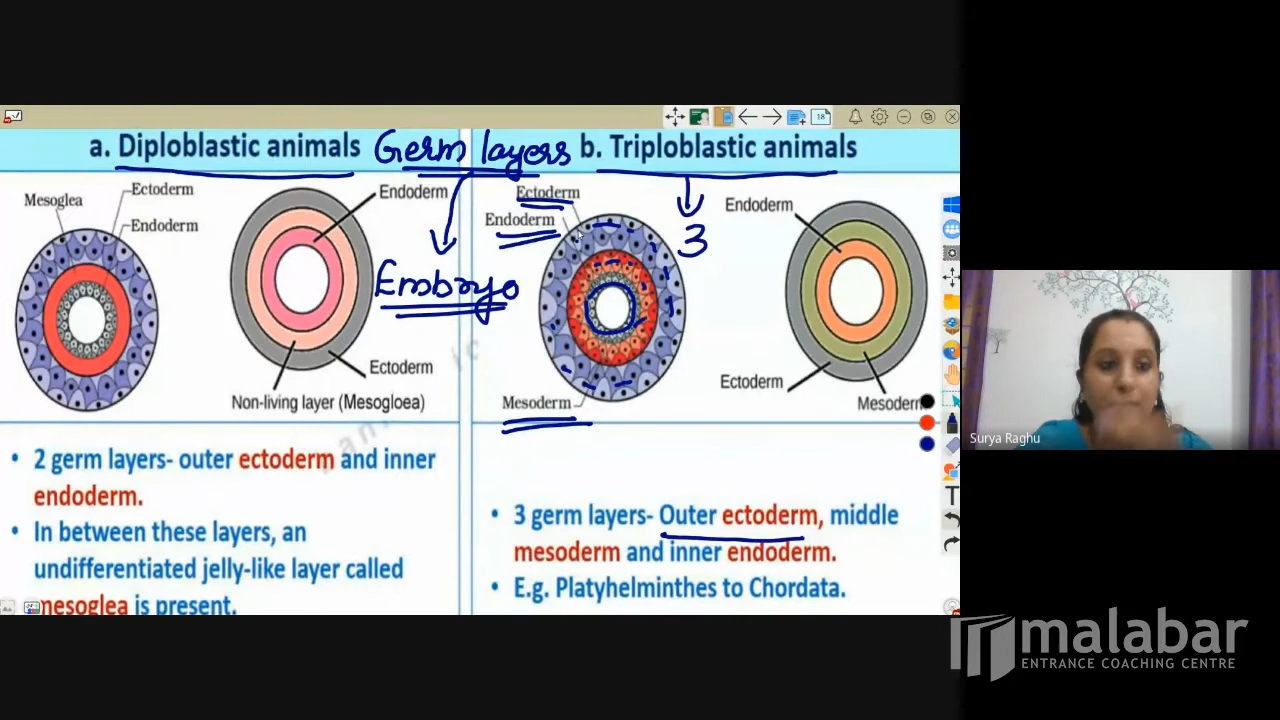 18
a. Diploblastic animals
Germ layers
b. Triploblastic animals
Mesoglea
Ectoderm
Endoderm
Endoderm
Non-living layer (Mesogloea)
Ectoderm
Embryo
Ectoderm
Endoderm
Mesoderm
3
Endoderm
Ectoderm
Mesoderm
• 2 germ layers- outer ectoderm and inner
endoderm.
• In between these layers, an
undifferentiated jelly-like layer called
mesoglea is present.
• 3 germ layers- Outer ectoderm, middle
mesoderm and inner endoderm.
• E.g. Platyhelminthes to Chordata.
T
Surya Raghu
malabar
ENTRANCE COACHING CENTRE